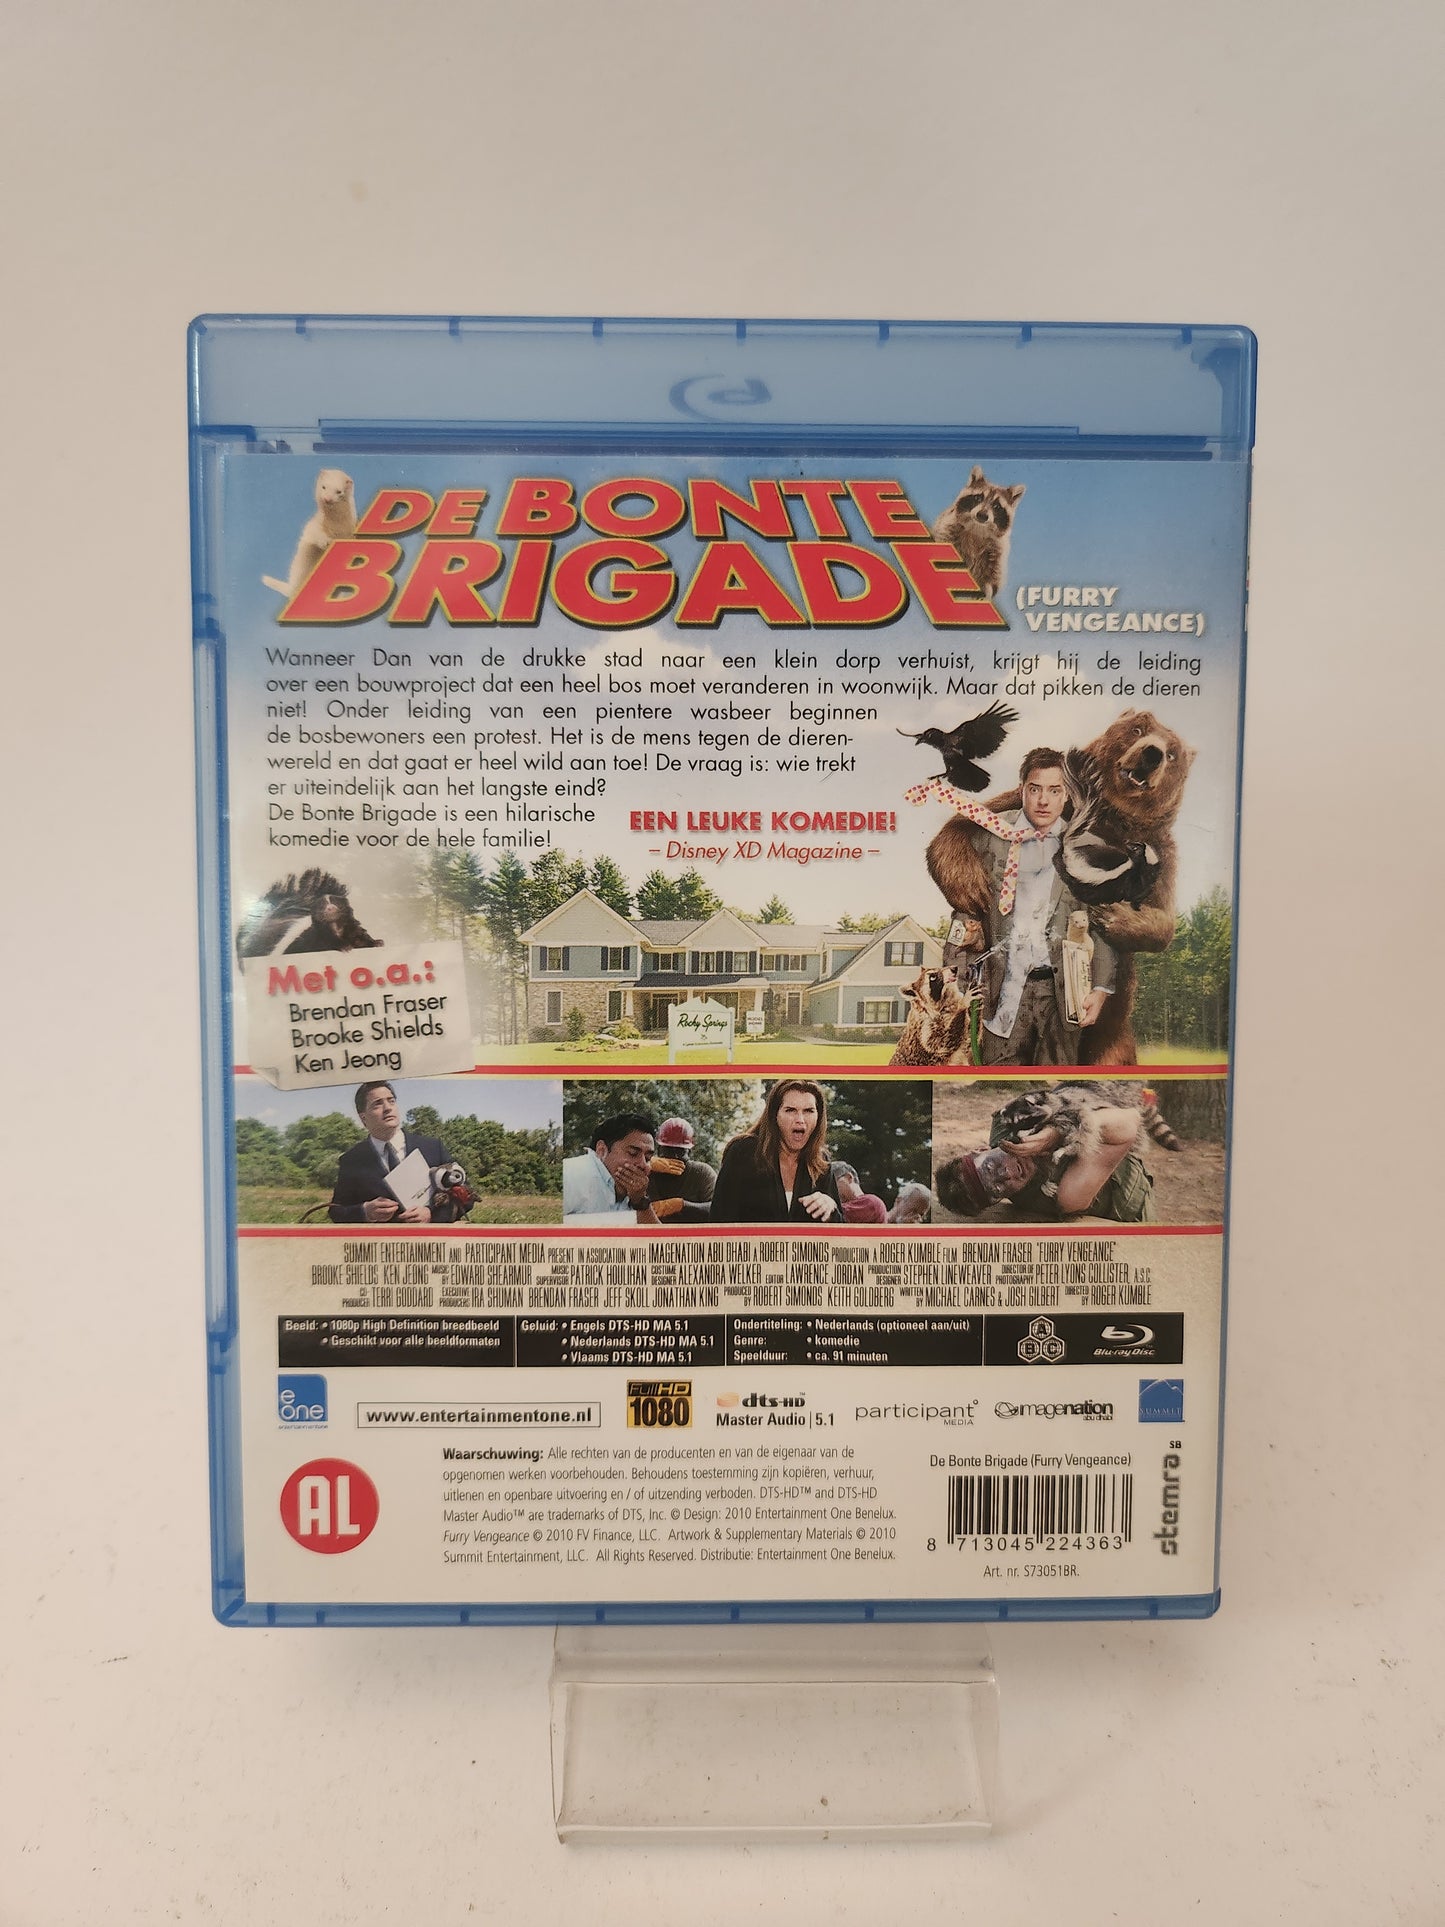 DE BONTE
BRIGADE
(FURRY
VENGEANCE)
Wanneer Dan van de drukke stad naar een klein dorp verhuist, krijgt hij de leiding
over een bouwproject dat een heel bos moet veranderen in woonwijk. Maar dat pikken de dieren
niet! Onder leiding van een pientere wasbeer beginnen
de bosbewoners een protest. Het is de mens tegen de dieren-
wereld en dat gaat er heel wild aan toe! De vraag is: wie trekt
er uiteindelijk aan het langste eind?
De Bonte Brigade is een hilarische
komedie voor de hele familie!
EEN LEUKE KOMEDIE!
– Disney XD Magazine –
Met o.a.:
Brendan Fraser
Brooke Shields
Ken Jeong
Rocky Springs
SUMMIT ENTERTAINMENT AND PARTICIPANT MEDIA PRESENT IN ASSOCIATION WITH IMAGENATION ABU DHABI A ROBERT SIMONDS PRODUCTION A ROGER KUMBLE FILM BRENDAN FRASER "FURRY VENGEANCE"
BROOKE SHIELDS KEN JEONG MUSIC BY EDWARD SHEARMUR MUSIC SUPERVISOR PATRICK HOULIHAN COSTUME DESIGNER ALEXANDRA WELKER EDITOR LAWRENCE JORDAN PRODUCTION DESIGNER STEPHEN LINEWEAVER DIRECTOR OF PHOTOGRAPHY PETER LYONS COLLISTER, A.S.C.
CO-PRODUCER TERRI GODDARD EXECUTIVE PRODUCERS IRA SHUMAN BRENDAN FRASER JEFF SKOLL JONATHAN KING PRODUCED BY ROBERT SIMONDS KEITH GOLDBERG WRITTEN BY MICHAEL CARNES & JOSH GILBERT DIRECTED BY ROGER KUMBLE
Beeld: • 1080p High Definition breedbeeld
• Geschikt voor alle beeldformaten
Geluid: • Engels DTS-HD MA 5.1
• Nederlands DTS-HD MA 5.1
• Vlaams DTS-HD MA 5.1
Ondertiteling: • Nederlands (optioneel aan/uit)
Genre: • komedie
Speelduur: • ca. 91 minuten
A
B C
Blu-ray Disc
e one
entertainment one
www.entertainmentone.nl
FULL HD
1080
dts-HD™
Master Audio | 5.1
participant
MEDIA
imagenation
abu dhabi
SUMMIT
AL
Waarschuwing: Alle rechten van de producenten en van de eigenaar van de
opgenomen werken voorbehouden. Behoudens toestemming zijn kopiëren, verhuur,
uitlenen en openbare uitvoering en / of uitzending verboden. DTS-HD™ and DTS-HD
Master Audio™ are trademarks of DTS, Inc. © Design: 2010 Entertainment One Benelux.
Furry Vengeance © 2010 FV Finance, LLC. Artwork & Supplementary Materials © 2010
Summit Entertainment, LLC. All Rights Reserved. Distributie: Entertainment One Benelux.
De Bonte Brigade (Furry Vengeance)
8 713045 224363
Art. nr. S73051BR.
SB
stemra